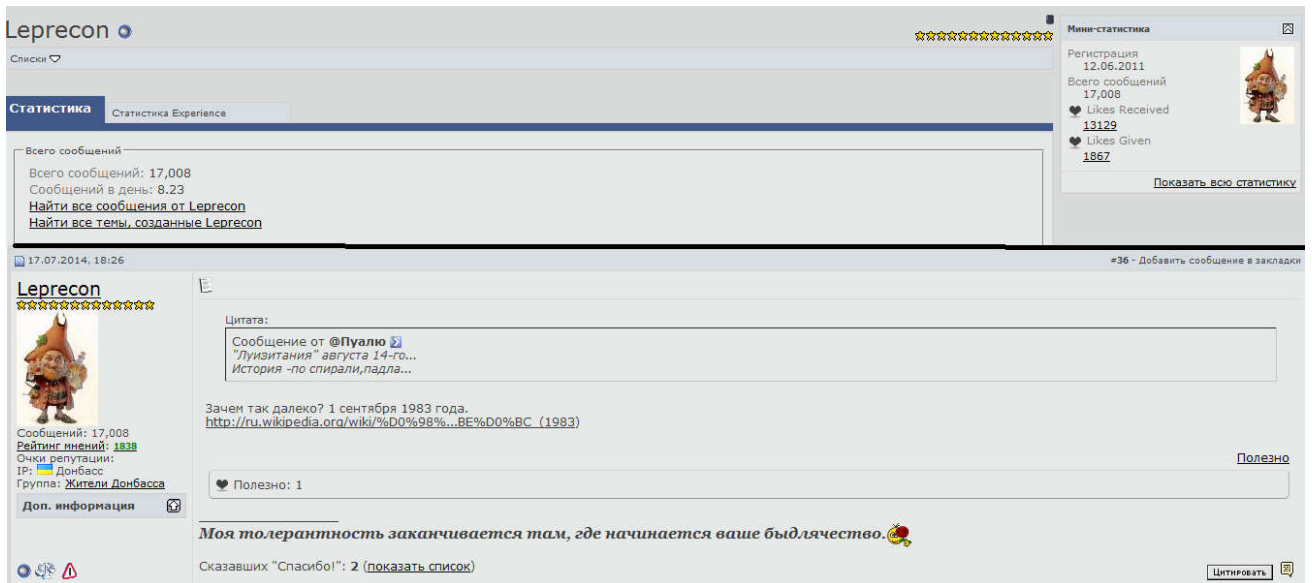 Leprecon
Списки
Статистика
Статистика Experience
Всего сообщений
Всего сообщений: 17,008
Сообщений в день: 8.23
Найти все сообщения от Leprecon
Найти все темы, созданные Leprecon
Мини-статистика
Регистрация
12.06.2011
Всего сообщений
17,008
Likes Received
13129
Likes Given
1867
Показать всю статистику
17.07.2014, 18:26
#36 - Добавить сообщение в закладки
Leprecon
Сообщений: 17,008
Рейтинг мнений: 1838
Очки репутации:
IP: Донбасс
Группа: Жители Донбасса
Доп. информация
Цитата:
Сообщение от @Пуалю
"Луизитания" августа 14-го...
История -по спирали,падла...
Зачем так далеко? 1 сентября 1983 года.
http://ru.wikipedia.org/wiki/%D0%98%...BE%D0%BC_(1983)
Полезно
Полезно: 1
Моя толерантность заканчивается там, где начинается ваше быдлячество.
Сказавших "Спасибо!": 2 (показать список)
Цитировать